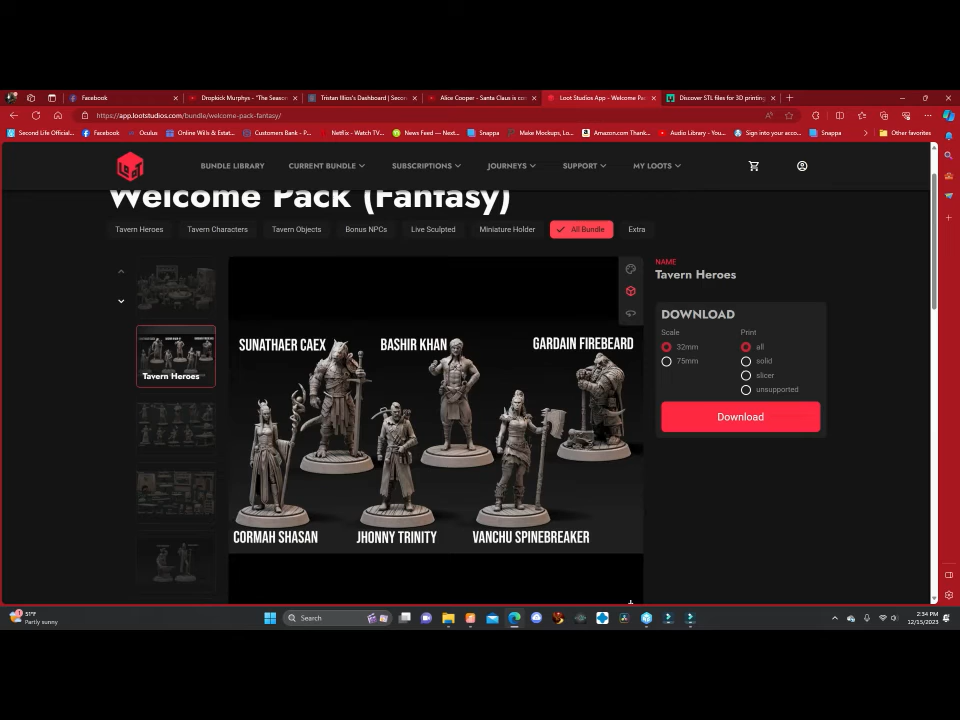 Facebook
Dropkick Murphys - "The Season
Tristan Illios's Dashboard | Secon
Alice Cooper - Santa Claus is con
Loot Studios App - Welcome Pac
Discover STL files for 3D printing
https://app.lootstudios.com/bundle/welcome-pack-fantasy/
Second Life Official...
Facebook
Oculus
Online Wills & Estat...
Customers Bank - P...
NetFlix - Watch TV...
News Feed — Next...
Snappa
Make Mockups, Lo...
Amazon.com Thank...
Audio Library - You...
Sign into your acco...
Snappa
Other favorites
BUNDLE LIBRARY
CURRENT BUNDLE
SUBSCRIPTIONS
JOURNEYS
SUPPORT
MY LOOTS
Welcome Pack (Fantasy)
Tavern Heroes
Tavern Characters
Tavern Objects
Bonus NPCs
Live Sculpted
Miniature Holder
All Bundle
Extra
Tavern Heroes
SUNATHAER CAEX
BASHIR KHAN
GARDAIN FIREBEARD
CORMAH SHASAN
JHONNY TRINITY
VANCHU SPINEBREAKER
NAME
Tavern Heroes
DOWNLOAD
Scale
Print
32mm
all
75mm
solid
slicer
unsupported
Download
51°F
Partly sunny
Search
2:34 PM
12/15/2023